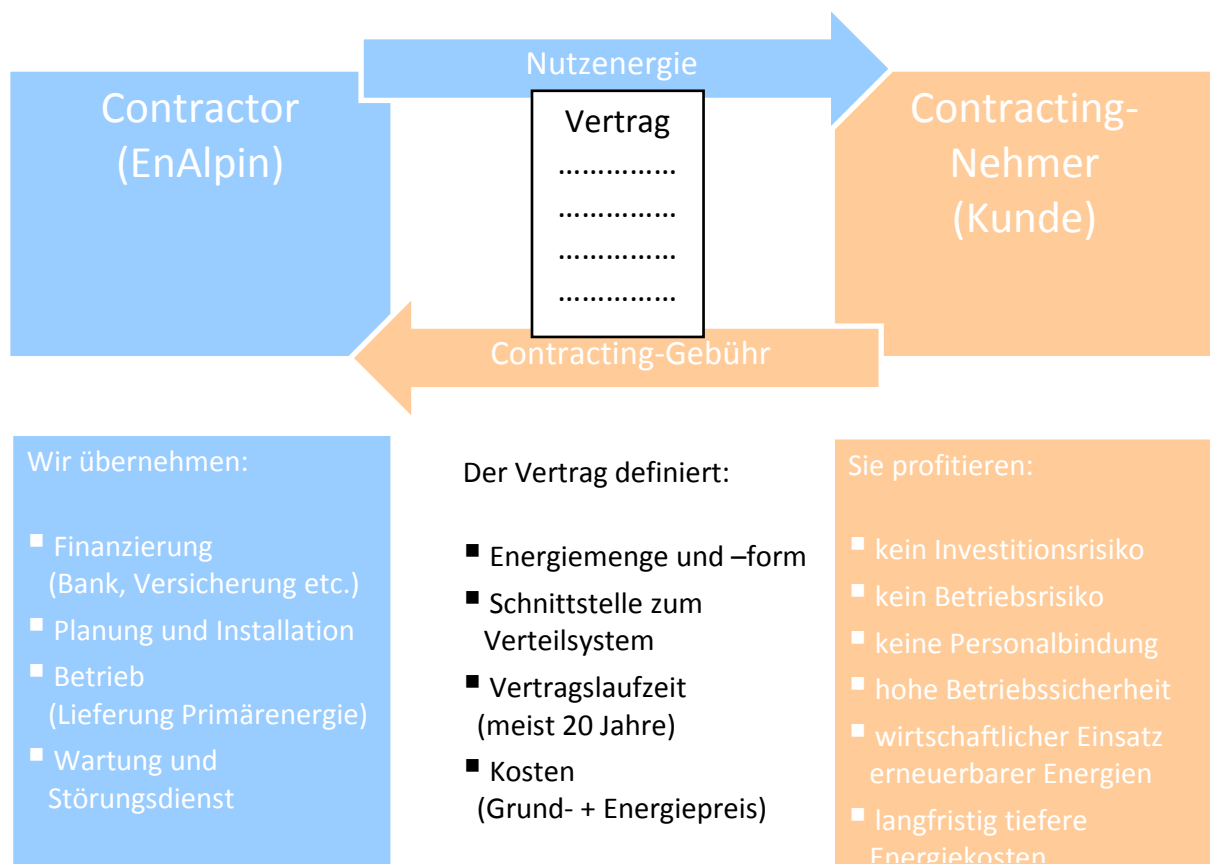 Nutzenergie
Contractor
(EnAlpin)
Vertrag
……………
……………
……………
……………
Contracting-
Nehmer
(Kunde)
Contracting-Gebühr
Wir übernehmen:
▪ Finanzierung
(Bank, Versicherung etc.)
▪ Planung und Installation
▪ Betrieb
(Lieferung Primärenergie)
▪ Wartung und
Störungsdienst
Der Vertrag definiert:
▪ Energiemenge und –form
▪ Schnittstelle zum
Verteilsystem
▪ Vertragslaufzeit
(meist 20 Jahre)
▪ Kosten
(Grund- + Energiepreis)
Sie profitieren:
▪ kein Investitionsrisiko
▪ kein Betriebsrisiko
▪ keine Personalbindung
▪ hohe Betriebssicherheit
▪ wirtschaftlicher Einsatz
erneuerbarer Energien
▪ langfristig tiefere
Energiekosten